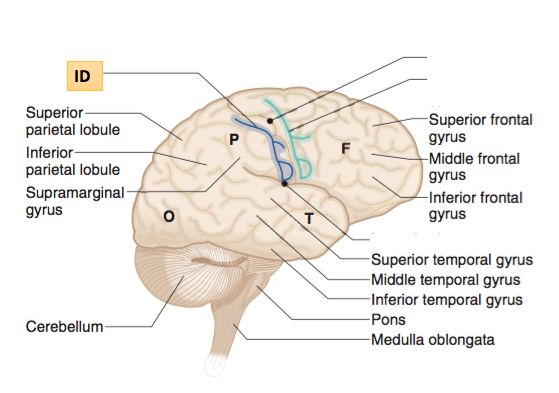 ID
Superior
parietal lobule
Inferior
parietal lobule
Supramarginal
gyrus
Cerebellum
P
F
O
T
Superior frontal
gyrus
Middle frontal
gyrus
Inferior frontal
gyrus
Superior temporal gyrus
Middle temporal gyrus
Inferior temporal gyrus
Pons
Medulla oblongata